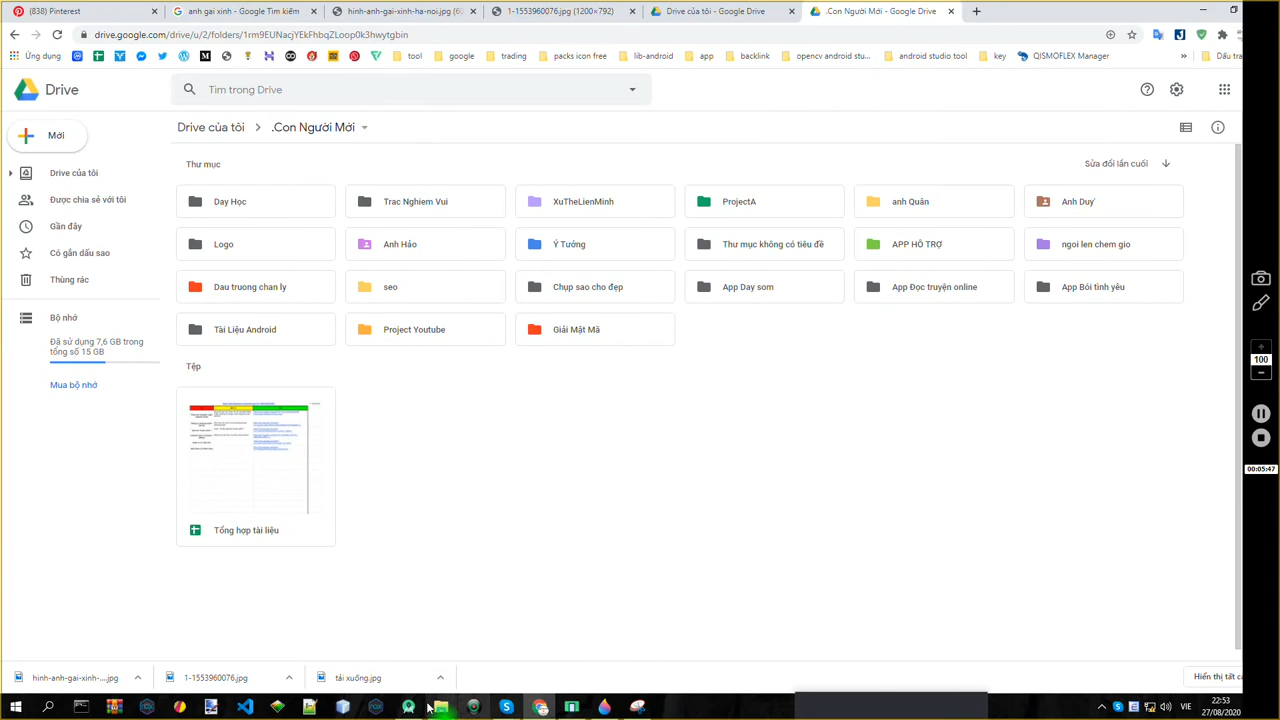 (838) Pinterest
anh gai xinh - Google Tìm kiếm
hinh-anh-gai-xinh-ha-noi.jpg (60
1-1553960076.jpg (1200×792)
Drive của tôi - Google Drive
.Con Người Mới - Google Drive
drive.google.com/drive/u/2/folders/1rm9EUNacjYEkFhbqZLoop0k3hwytgbin
Ứng dung
tool
google
trading
packs icon free
lib-android
app
backlink
opencv android stu...
android studio tool
key
QISMOFLEX Manager
»
Dấu tra
Drive
Tìm trong Drive
Mới
Drive của tôi
.Con Người Mới
Drive của tôi
Được chia sẻ với tôi
Gần đây
Có gắn dấu sao
Thùng rác
Bộ nhớ
Đã sử dụng 7,6 GB trong
tổng số 15 GB
Mua bộ nhớ
Thư mục
Sửa đổi lần cuối
Day Học
Trac Nghiem Vui
XuTheLienMinh
ProjectA
anh Quân
Anh Duy'
Logo
Anh Hảo
Ý Tưởng
Thư mục không có tiêu đề
APP HỖ TRỢ
ngoi len chem gio
Dau truong chan ly
seo
Chụp sao cho đẹp
App Day som
App Đọc truyện online
App Bói tình yêu
Tài Liệu Android
Project Youtube
Giải Mật Mã
Tệp
Tổng hợp tài liệu
100
00:05:47
hinh-anh-gai-xinh-....jpg
1-1553960076.jpg
tải xuống.jpg
Hiển thị tất cả
VIE
22:53
27/08/2020